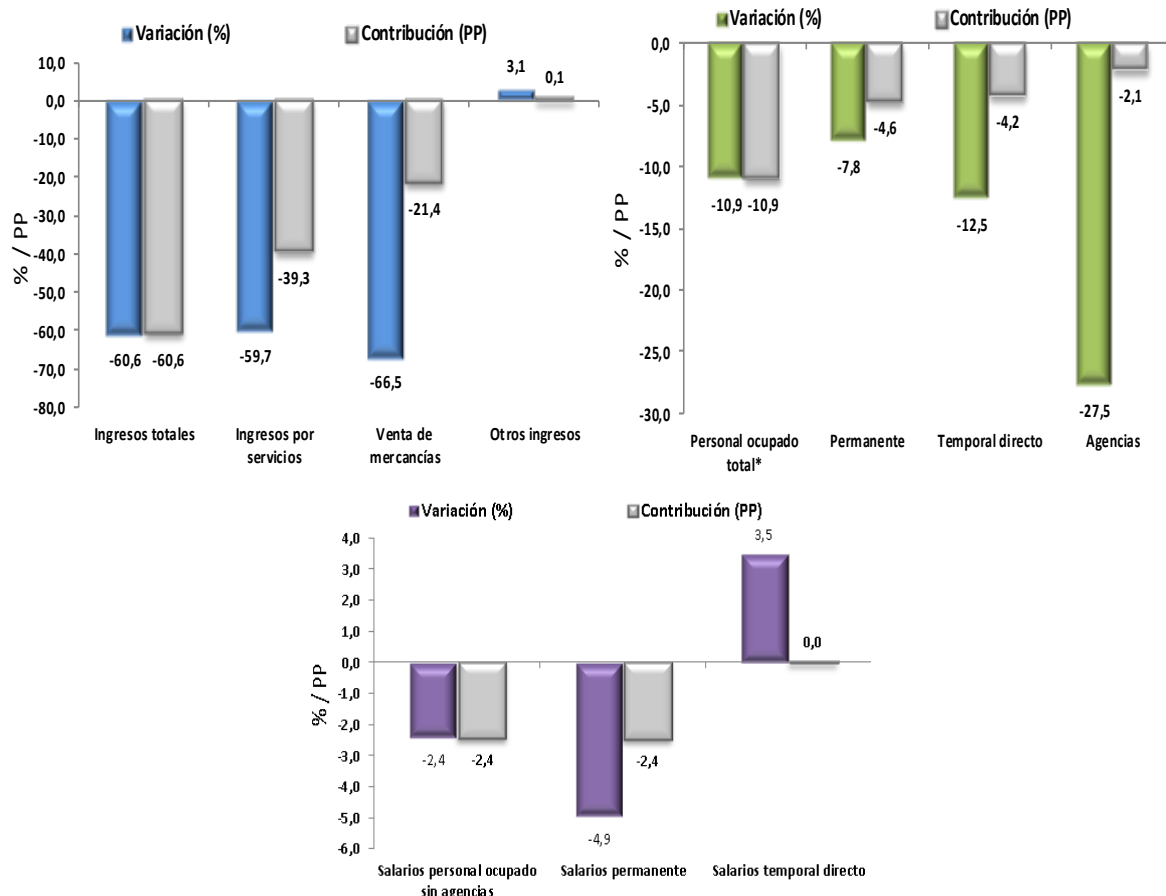 Variación (%)
Contribución (PP)
10,0
0,0
-10,0
-20,0
-30,0
-40,0
-50,0
-60,0
-70,0
-80,0
% / PP
-60,6
-60,6
-59,7
-39,3
-66,5
-21,4
3,1
0,1
Ingresos totales
Ingresos por
servicios
Venta de
mercancías
Otros ingresos
Variación (%)
Contribución (PP)
0,0
-5,0
-10,0
-15,0
-20,0
-25,0
-30,0
% / PP
-10,9
-10,9
-7,8
-4,6
-12,5
-4,2
-27,5
-2,1
Personal ocupado
total*
Permanente
Temporal directo
Agencias
Variación (%)
Contribución (PP)
4,0
3,0
2,0
1,0
0,0
-1,0
-2,0
-3,0
-4,0
-5,0
-6,0
% / PP
-2,4
-2,4
-4,9
-2,4
3,5
0,0
Salarios personal ocupado
sin agencias
Salarios permanente
Salarios temporal directo